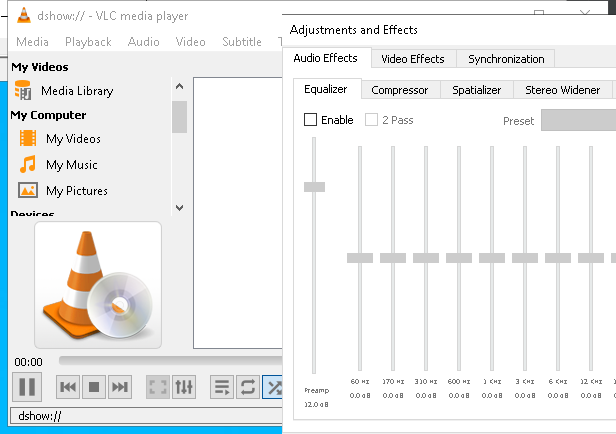 dshow:// - VLC media player
Media Playback Audio Video Subtitle
My Videos
Media Library
My Computer
My Videos
My Music
My Pictures
Devices
00:00
dshow://
Adjustments and Effects
Audio Effects Video Effects Synchronization
Equalizer Compressor Spatializer Stereo Widener
Enable 2 Pass Preset
60 Hz 170 Hz 310 Hz 600 Hz 1 KHz 3 KHz 6 KHz 12 KHz
Preamp 0.0 dB 0.0 dB 0.0 dB 0.0 dB 0.0 dB 0.0 dB 0.0 dB 0.0 dB
12.0 dB